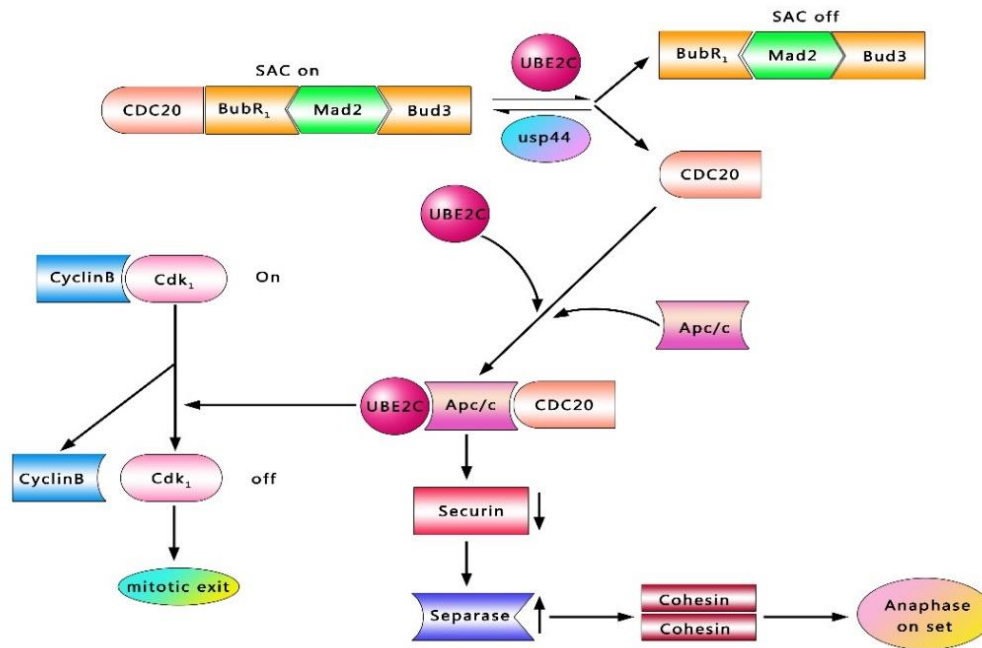 SAC off
BubR1 Mad2 Bud3
UBE2C
SAC on
CDC20 BubR1 Mad2 Bud3
usp44
CDC20
UBE2C
CyclinB Cdk1 On
Apc/c
UBE2C Apc/c CDC20
CyclinB Cdk1 off
Securin
mitotic exit
Separase
Cohesin
Cohesin
Anaphase
on set